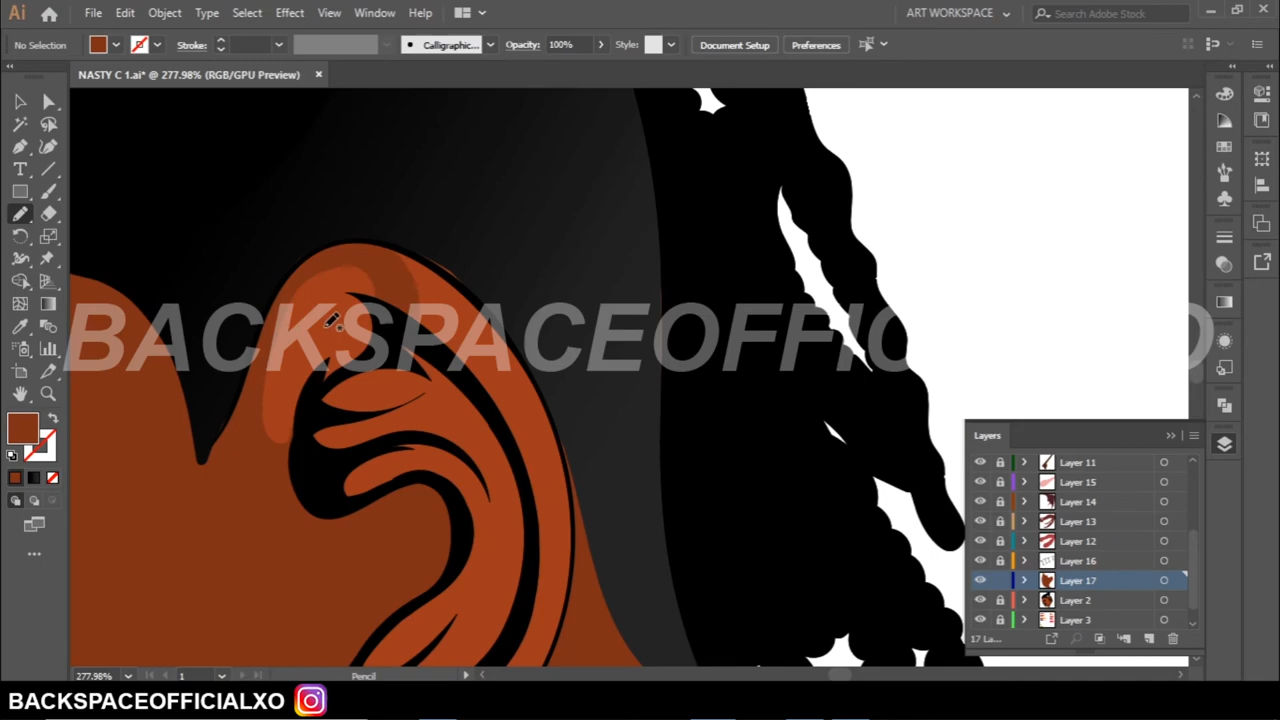 Ai File Edit Object Type Select Effect View Window Help ART WORKSPACE Search Adobe Stock
No Selection Stroke: Calligraphic... Opacity: 100% Style: Document Setup Preferences
NASTY C 1.ai* @ 277.98% (RGB/GPU Preview) ×
BACKSPACEOFFIC O
Layers
Layer 11
Layer 15
Layer 14
Layer 13
Layer 12
Layer 16
Layer 17
Layer 2
Layer 3
17 La...
277.98% 1 Pencil
BACKSPACEOFFICIALXO